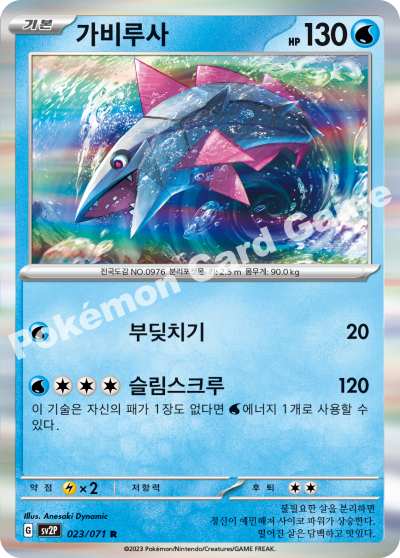 기본 가비루사 HP 130
전국도감 NO.0976 분리포켓몬 키: 2.5 m 몸무게: 90.0 kg
부딪치기 20
슬림스크루 120
이 기술은 자신의 패가 1장도 없다면 에너지 1개로 사용할 수
있다.
약점 ×2 저항력 후퇴
Illus. Anesaki Dynamic
G sv2P 023/071 R
불필요한 살을 분리하면
정신이 예민해져 사이코 파워가 상승한다.
떨어진 살은 담백하고 맛있다.
©2023 Pokémon/Nintendo/Creatures/GAME FREAK.
Pokémon Card Game